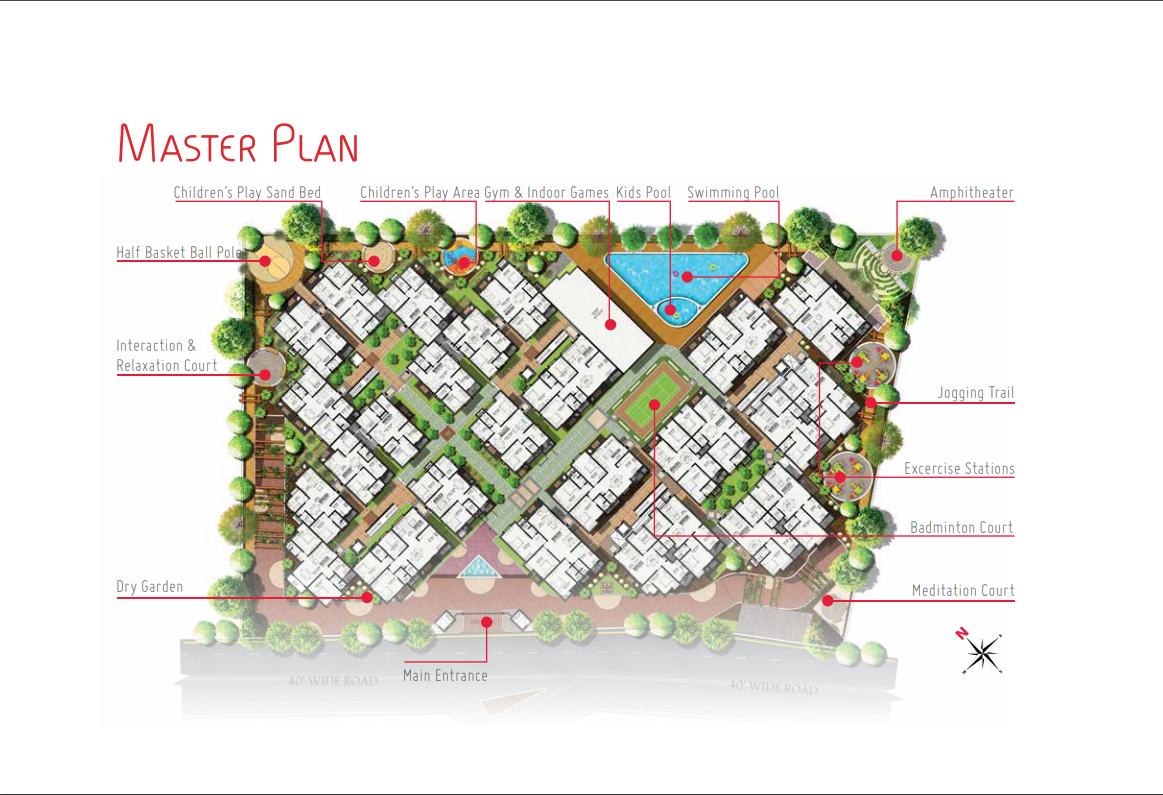 MASTER PLAN
Children's Play Sand Bed
Children's Play Area
Gym & Indoor Games
Kids Pool
Swimming Pool
Amphitheater
Half Basket Ball Pole
Interaction &
Relaxation Court
Jogging Trail
Excercise Stations
Badminton Court
Dry Garden
Meditation Court
Main Entrance
N
40' WIDE ROAD
40' WIDE ROAD